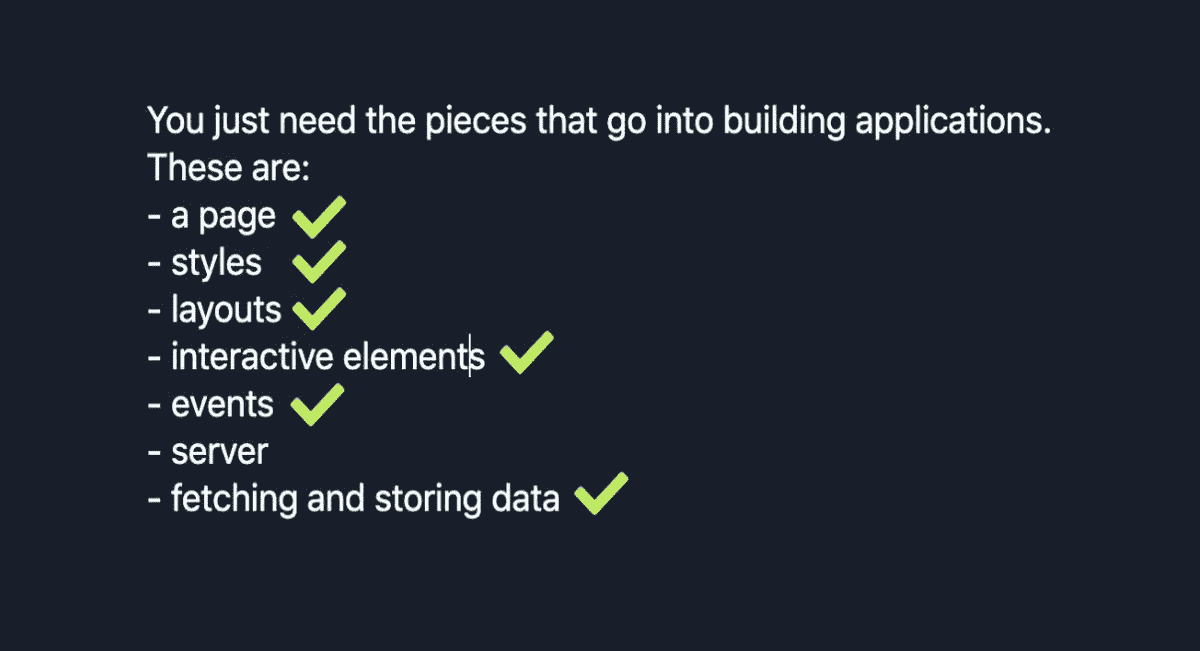 You just need the pieces that go into building applications.
These are:
- a page
- styles
- layouts
- interactive elements
- events
- server
- fetching and storing data